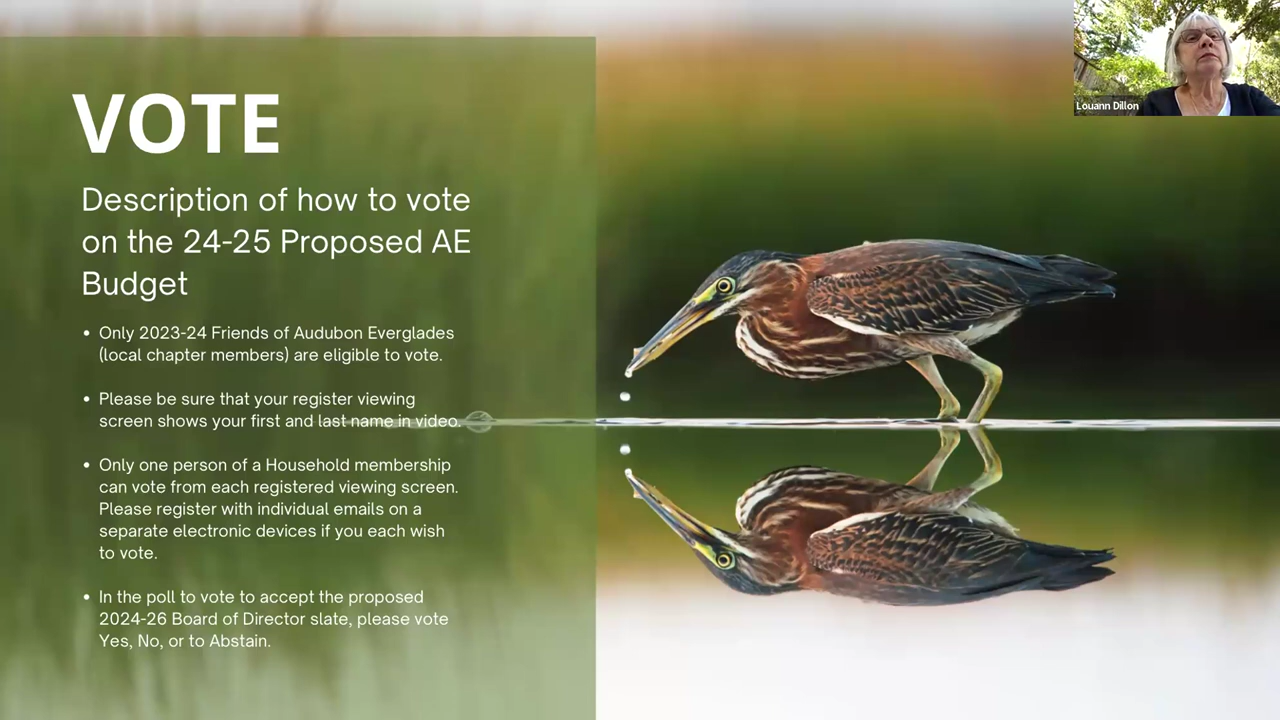 VOTE
Description of how to vote
on the 24-25 Proposed AE
Budget
• Only 2023-24 Friends of Audubon Everglades
(local chapter members) are eligible to vote.
• Please be sure that your register viewing
screen shows your first and last name in video.
• Only one person of a Household membership
can vote from each registered viewing screen.
Please register with individual emails on a
separate electronic devices if you each wish
to vote.
• In the poll to vote to accept the proposed
2024-26 Board of Director slate, please vote
Yes, No, or to Abstain.
Louann Dillon